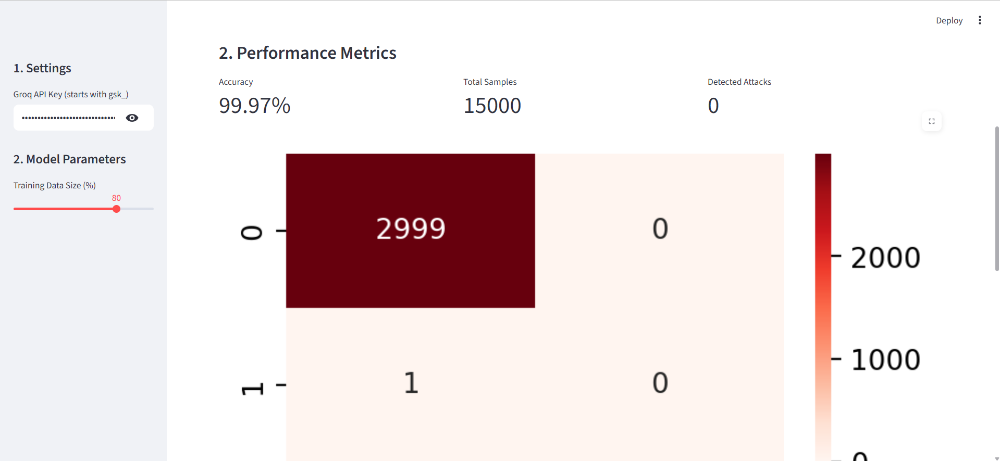 Deploy
1. Settings
Groq API Key (starts with gsk_)
••••••••••••••••••••••••••••••
2. Model Parameters
Training Data Size (%)
80
2. Performance Metrics
Accuracy
Total Samples
Detected Attacks
99.97%
15000
0
0
2999
0
1
1
0
2000
1000
0